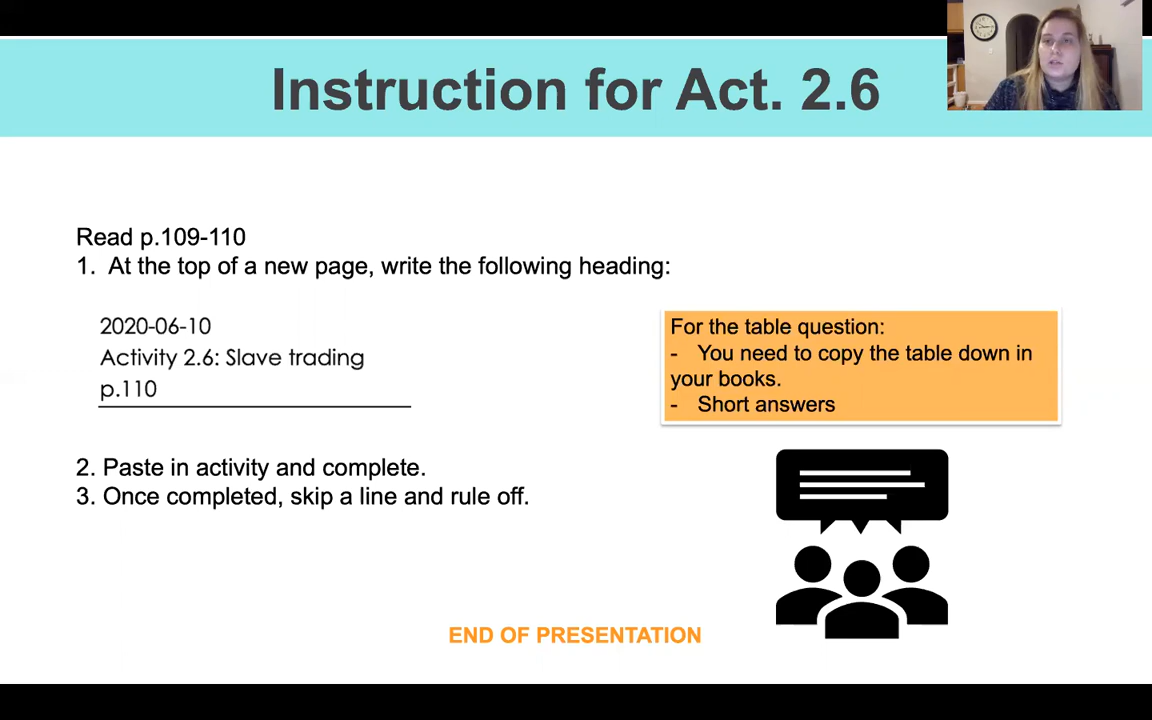 Instruction for Act. 2.6
Read p.109-110
1. At the top of a new page, write the following heading:
2020-06-10
Activity 2.6: Slave trading
p.110
For the table question:
- You need to copy the table down in
your books.
- Short answers
2. Paste in activity and complete.
3. Once completed, skip a line and rule off.
END OF PRESENTATION